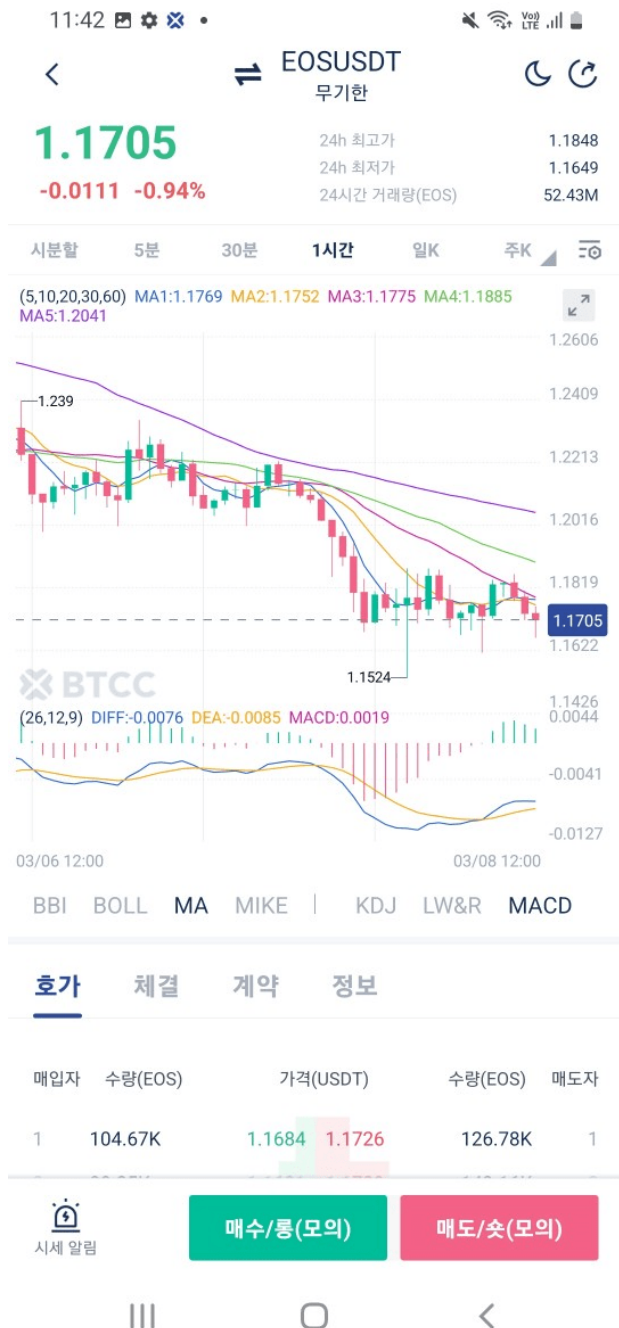 11:42
Vo)) LTE
EOSUSDT
무기한
1.1705
-0.0111 -0.94%
24h 최고가 1.1848
24h 최저가 1.1649
24시간 거래량(EOS) 52.43M
시분할 5분 30분 1시간 일K 주K
(5,10,20,30,60) MA1:1.1769 MA2:1.1752 MA3:1.1775 MA4:1.1885
MA5:1.2041
1.2606
1.239
1.2409
1.2213
1.2016
1.1819
1.1705
1.1622
1.1524
BTCC
1.1426
(26,12,9) DIFF:-0.0076 DEA:-0.0085 MACD:0.0019
0.0044
-0.0041
-0.0127
03/06 12:00 03/08 12:00
BBI BOLL MA MIKE | KDJ LW&R MACD
호가 체결 계약 정보
매입자 수량(EOS) 가격(USDT) 수량(EOS) 매도자
1 104.67K 1.1684 1.1726 126.78K 1
시세 알림
매수/롱(모의)
매도/숏(모의)